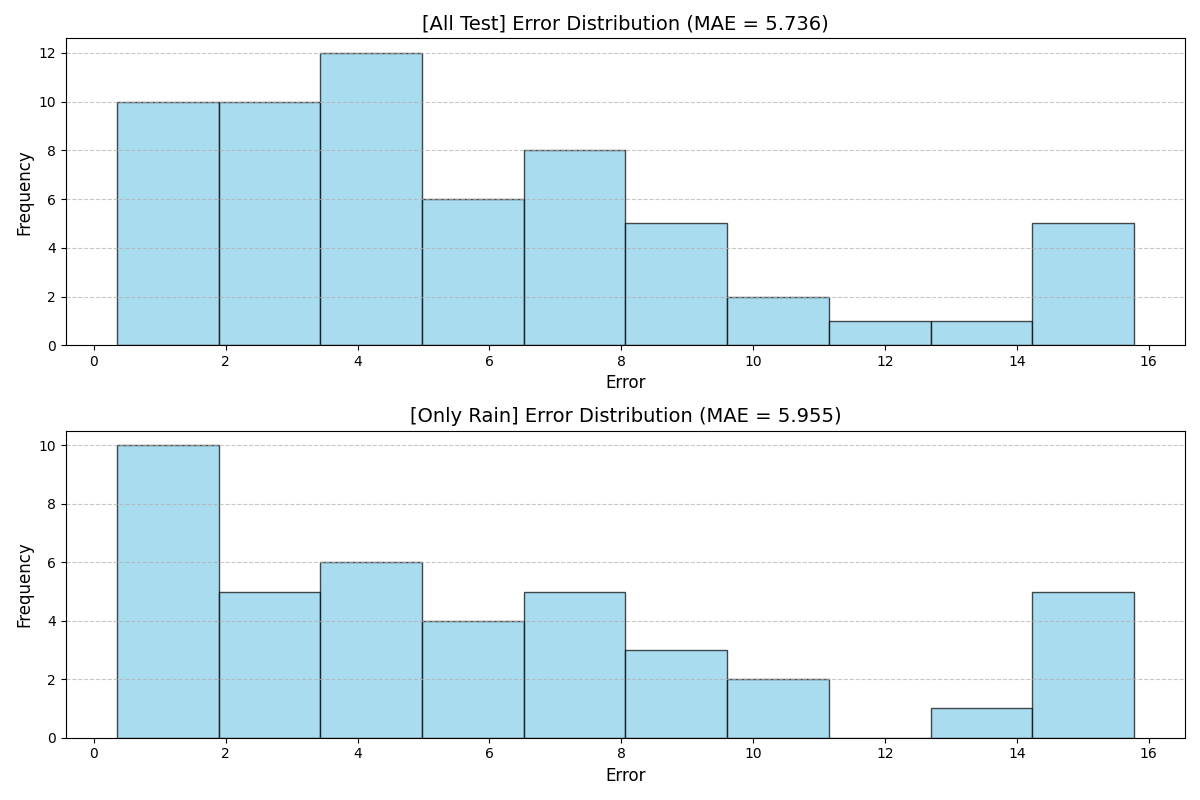 [All Test] Error Distribution (MAE = 5.736)
12
10
8
6
4
2
0
Frequency
0 2 4 6 8 10 12 14 16
Error
[Only Rain] Error Distribution (MAE = 5.955)
10
8
6
4
2
0
Frequency
0 2 4 6 8 10 12 14 16
Error